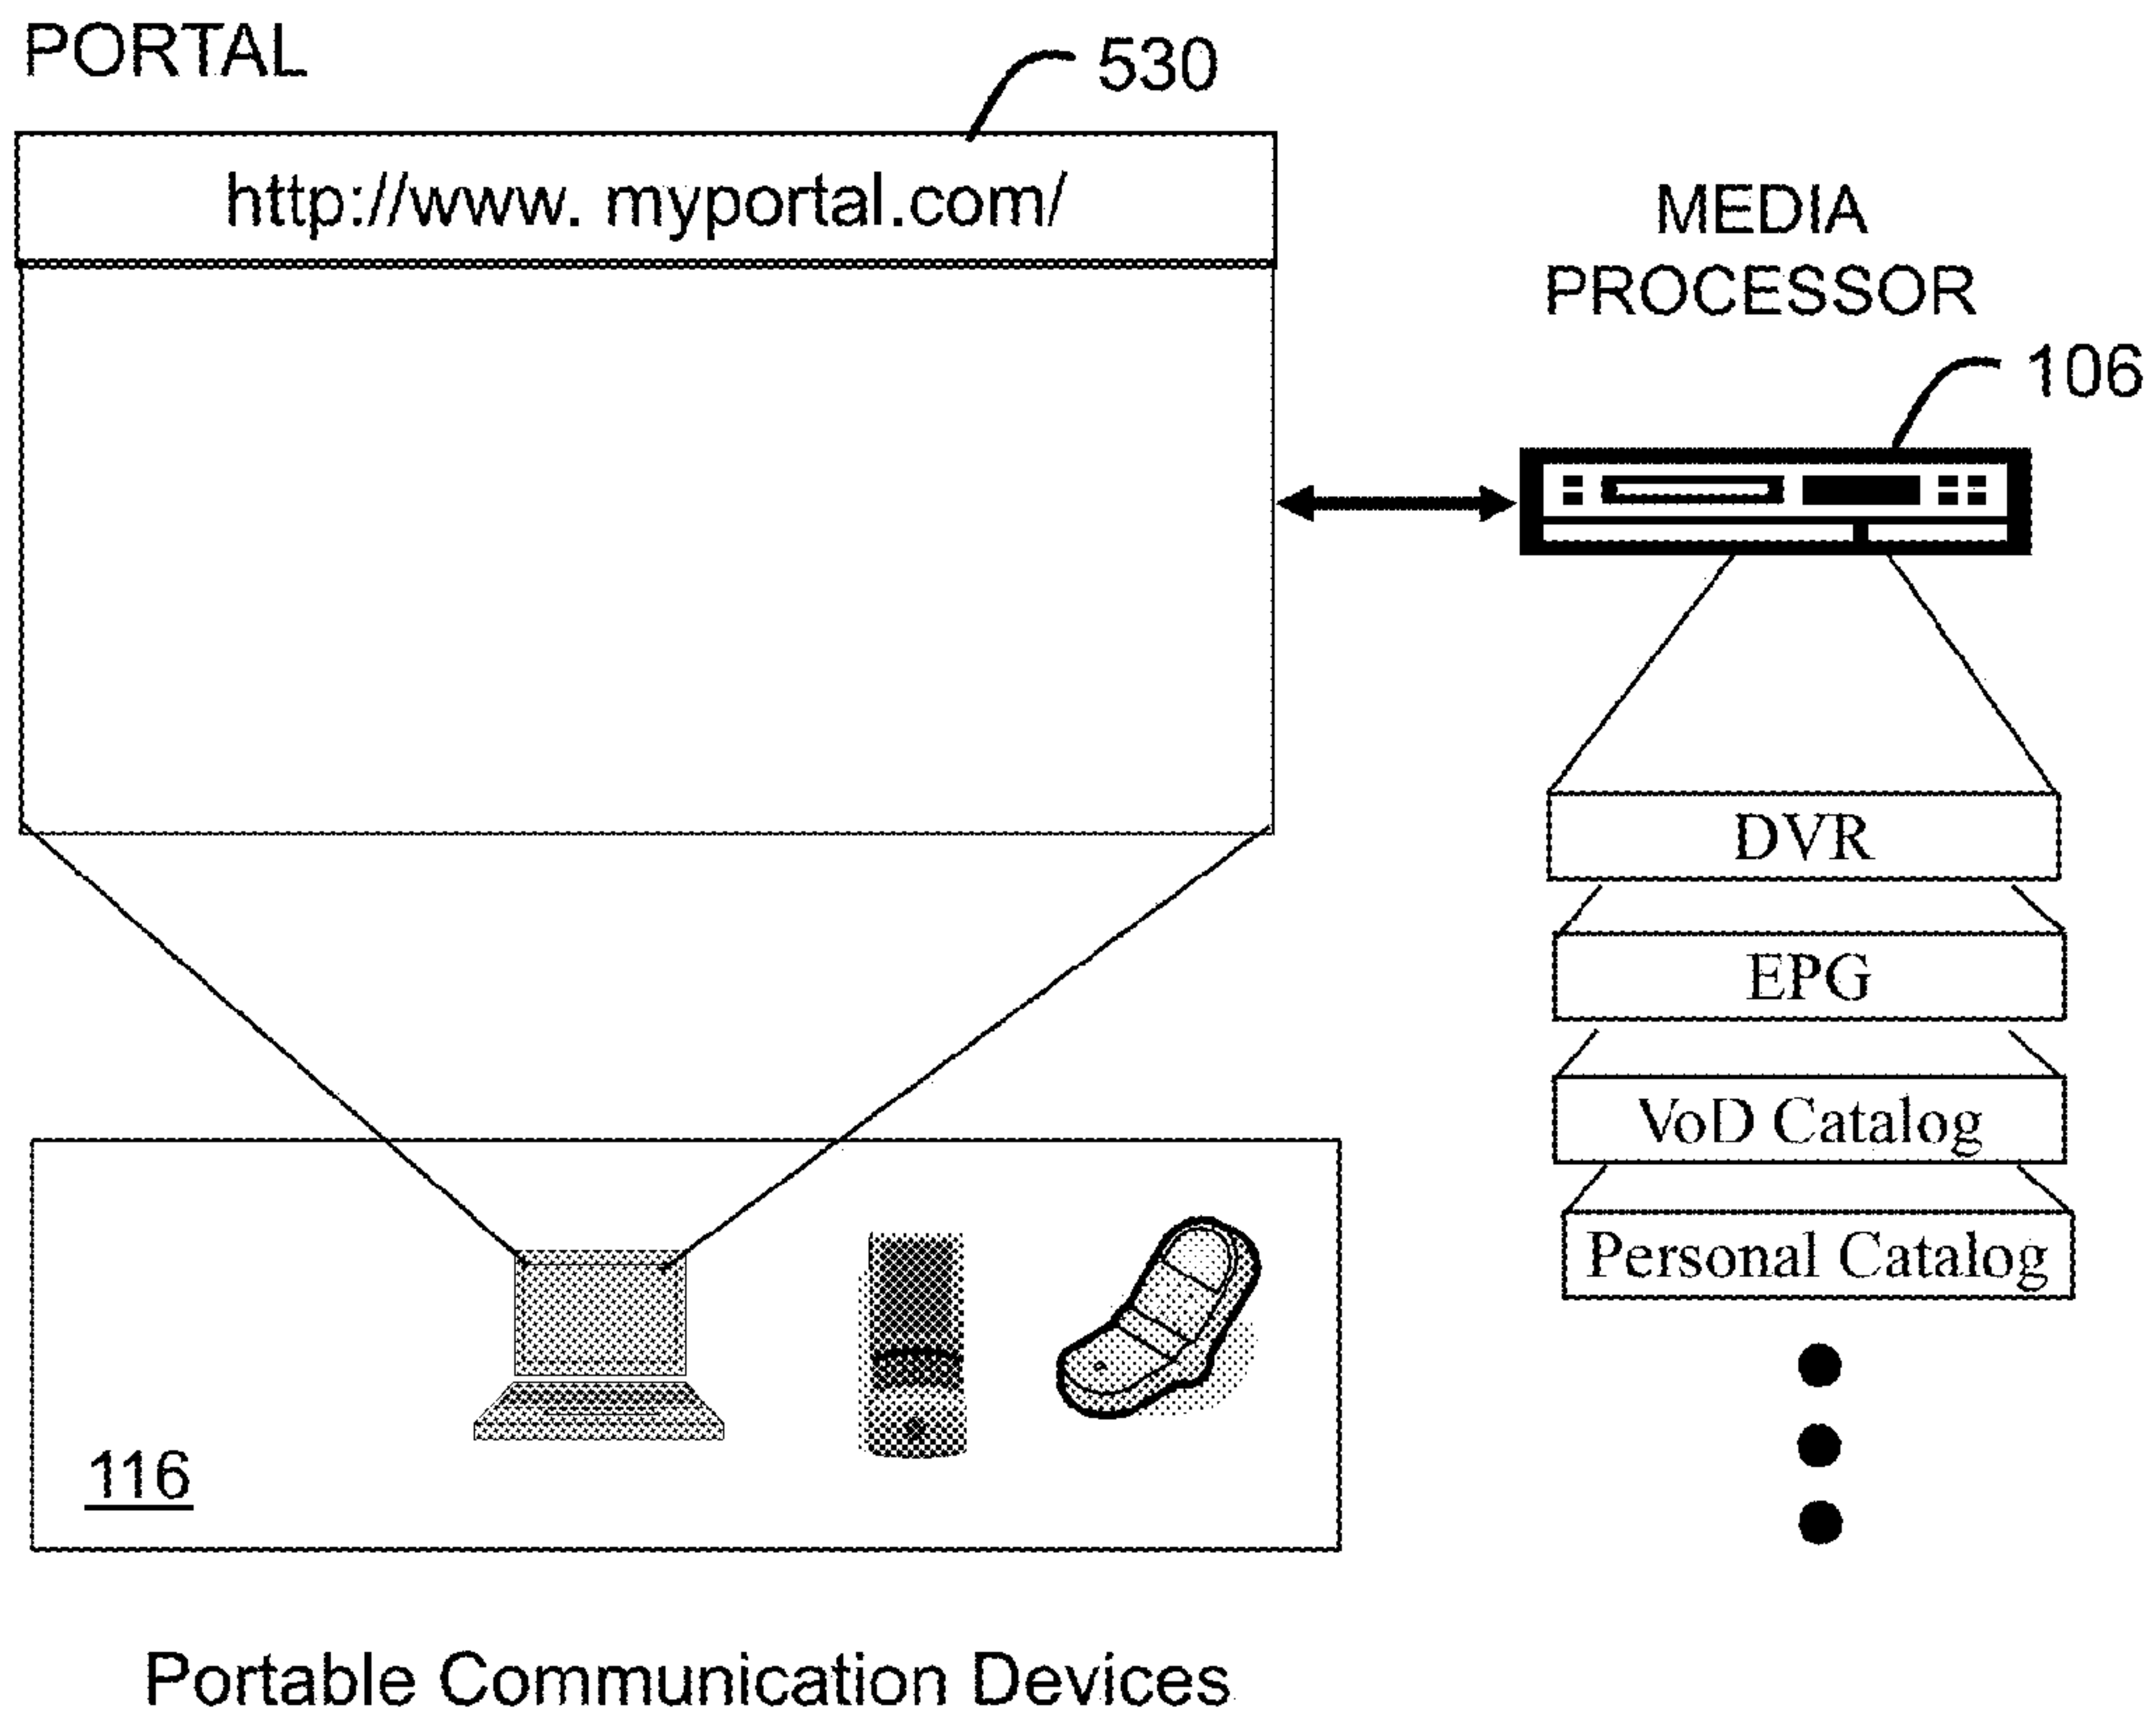 PORTAL
530
http://www. myportal.com/
MEDIA
PROCESSOR
106
DVR
EPG
VoD Catalog
Personal Catalog
116
Portable Communication Devices